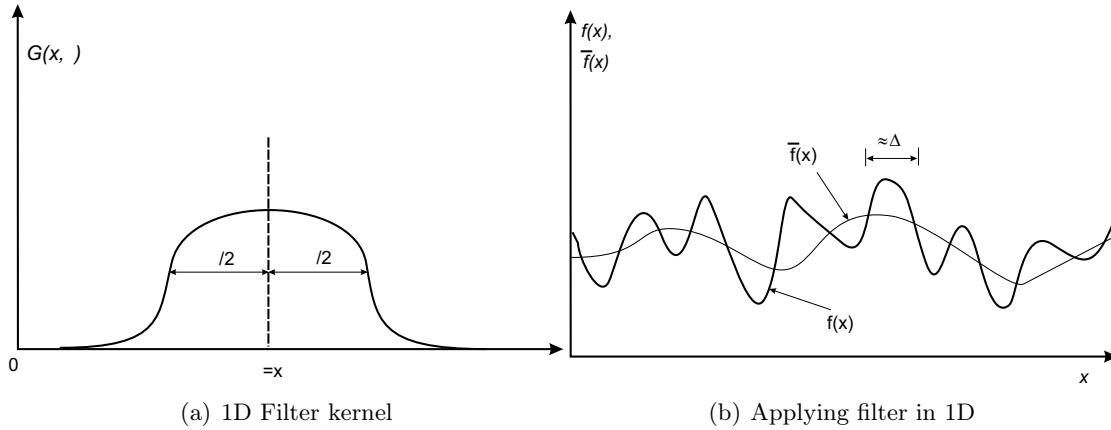 G(x, )
/2 /2
0
=x
(a) 1D Filter kernel
f(x),
f̅(x)
≈Δ
f̅(x)
f(x)
x
(b) Applying filter in 1D